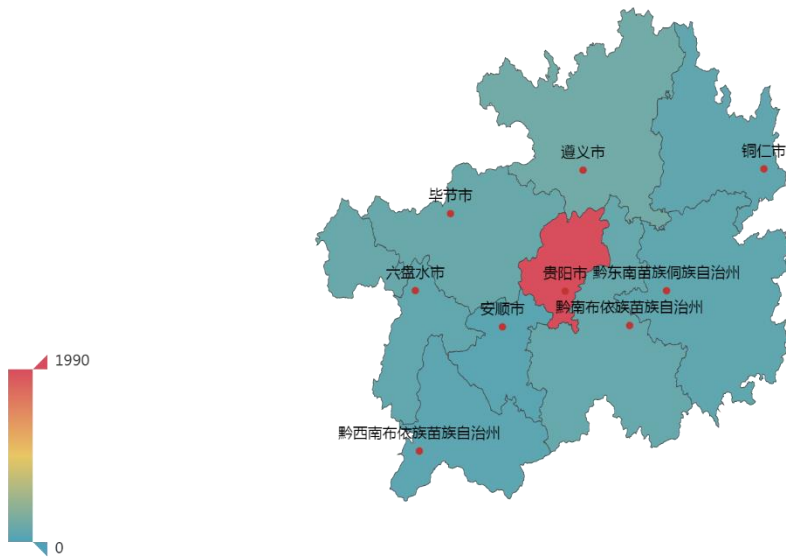 遵义市
铜仁市
毕节市
六盘水市
贵阳市
黔东南苗族侗族自治州
安顺市
黔南布依族苗族自治州
1990
黔西南布依族苗族自治州
0